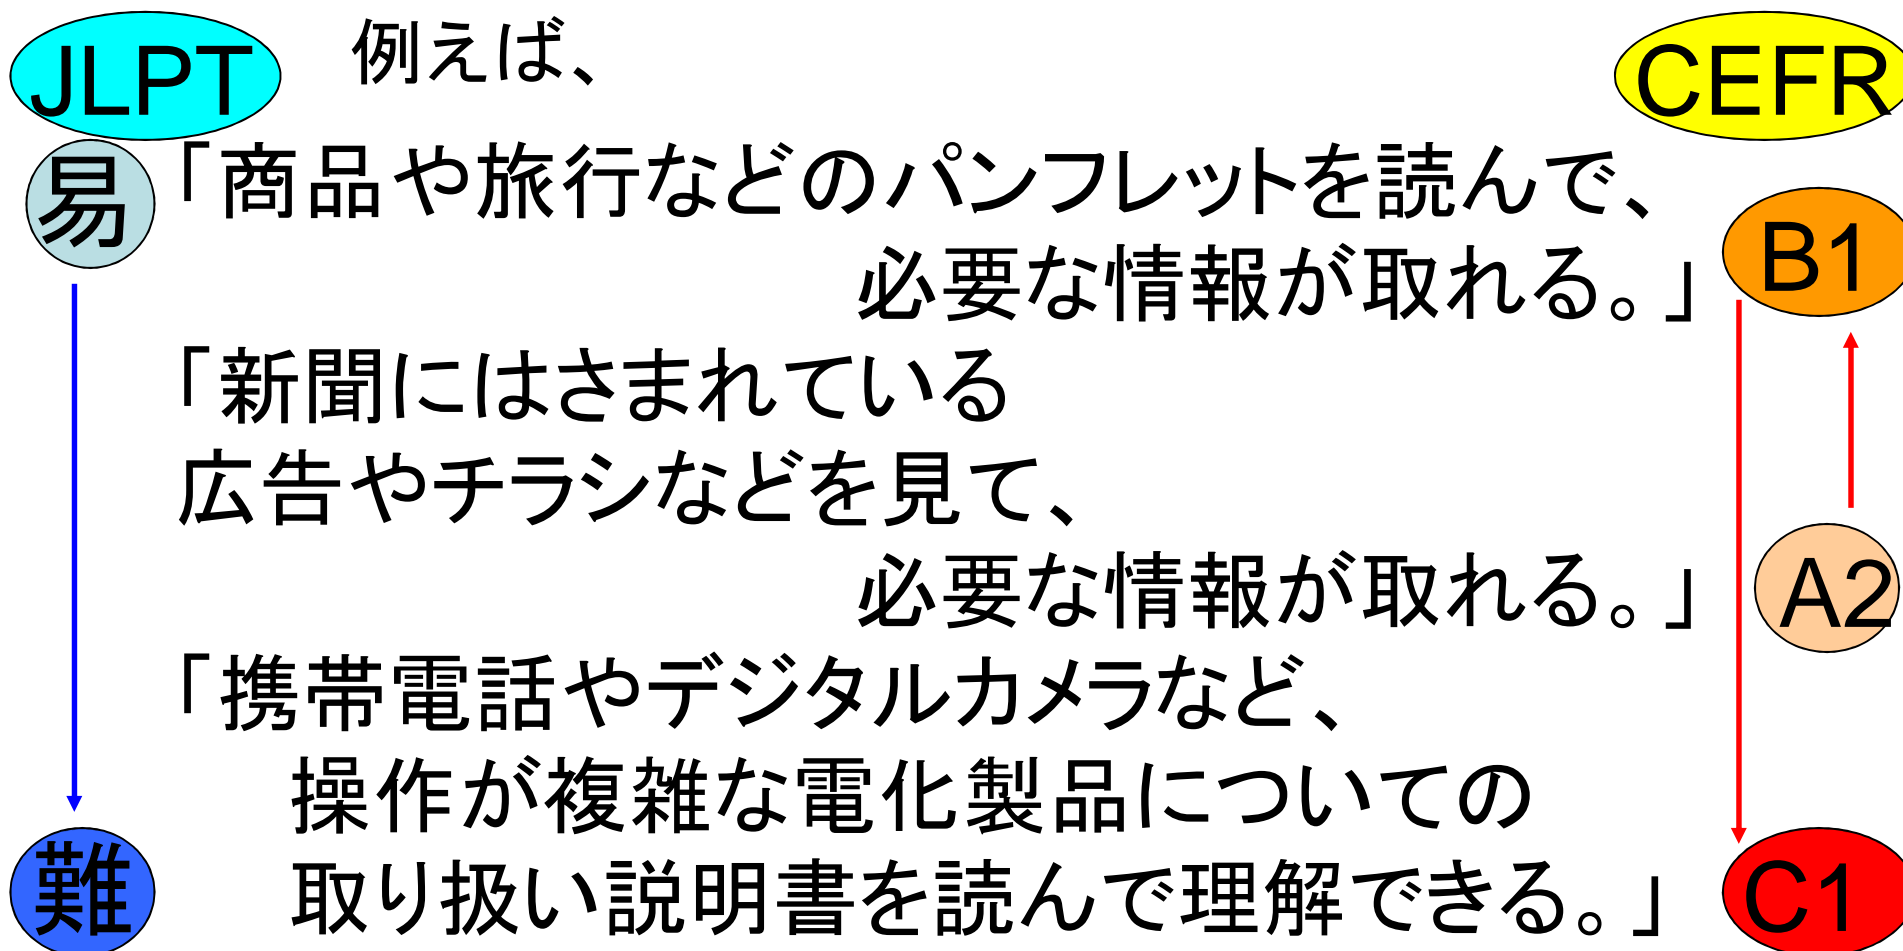 JLPT 例えば、 CEFR
易 「商品や旅行などのパンフレットを読んで、
必要な情報が取れる。」 B1
「新聞にはさまれている
広告やチラシなどを見て、
必要な情報が取れる。」 A2
「携帯電話やデジタルカメラなど、
操作が複雑な電化製品についての
難 取り扱い説明書を読んで理解できる。」 C1